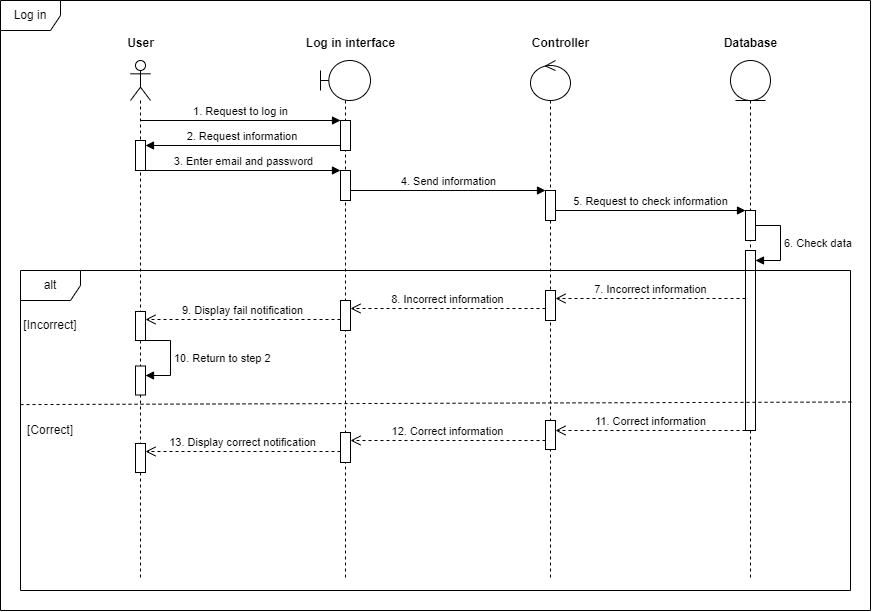 Log in
User
Log in interface
Controller
Database
1. Request to log in
2. Request information
3. Enter email and password
4. Send information
5. Request to check information
6. Check data
alt
7. Incorrect information
8. Incorrect information
9. Display fail notification
[Incorrect]
10. Return to step 2
11. Correct information
[Correct]
12. Correct information
13. Display correct notification